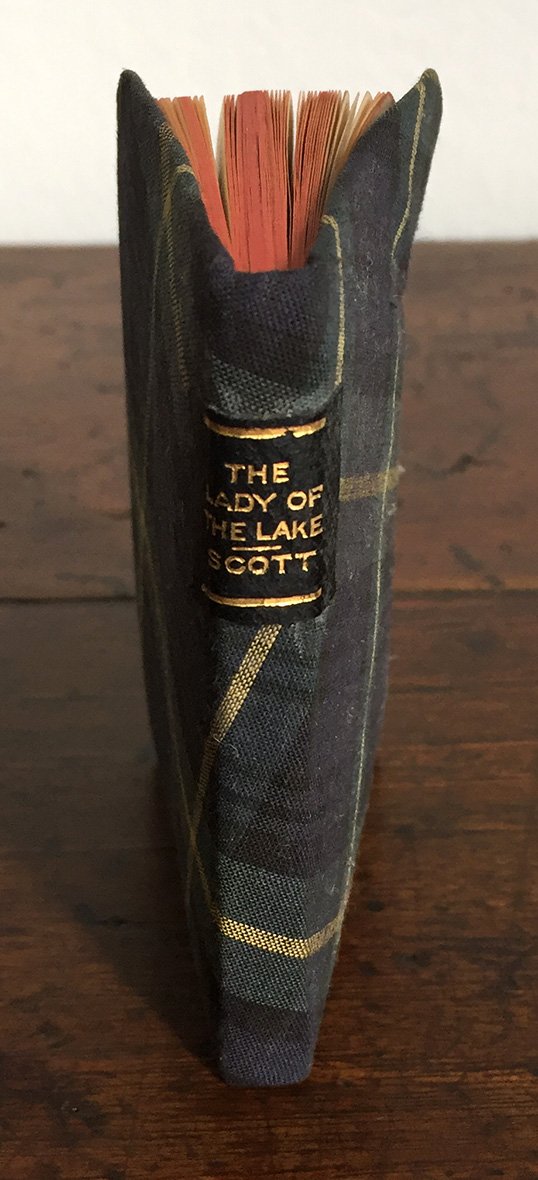 THE
LADY OF
THE LAKE
SCOTT